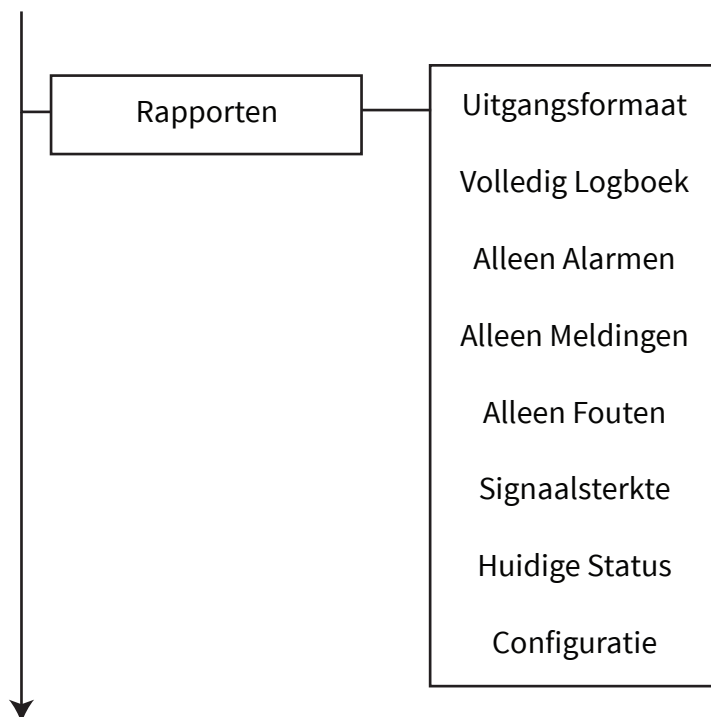 Rapporten
Uitgangsformaat
Volledig Logboek
Alleen Alarmen
Alleen Meldingen
Alleen Fouten
Signaalsterkte
Huidige Status
Configuratie